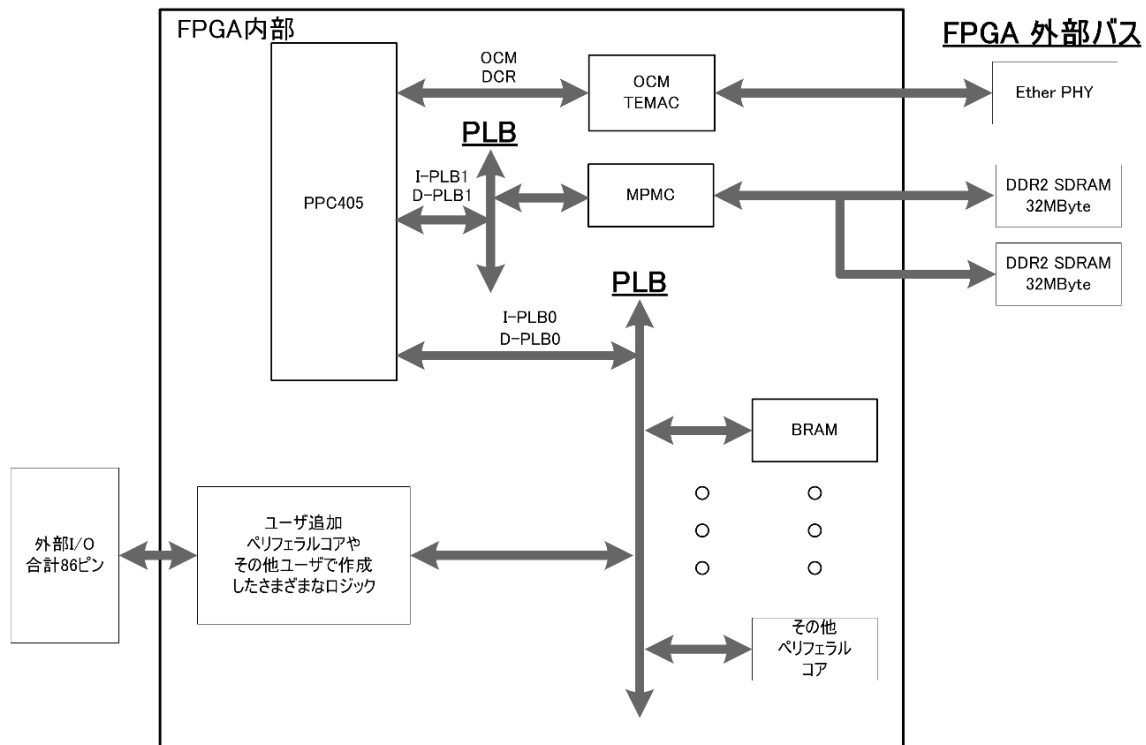 FPGA内部
FPGA 外部バス
OCM
DCR
OCM
TEMAC
Ether PHY
PLB
I-PLB1
D-PLB1
PPC405
MPMC
DDR2 SDRAM
32MByte
DDR2 SDRAM
32MByte
PLB
I-PLB0
D-PLB0
BRAM
外部I/O
合計86ピン
ユーザ追加
ペリフェラルコアや
その他ユーザで作成
したさまざまなロジック
その他
ペリフェラル
コア